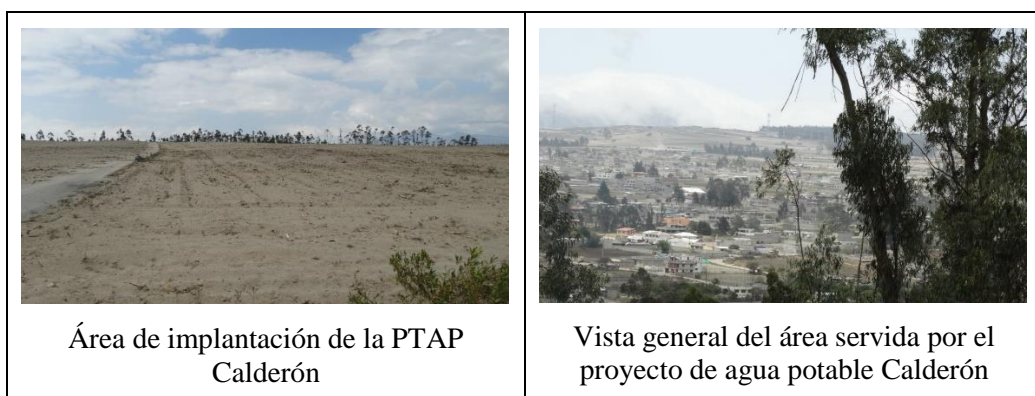 Área de implantación de la PTAP
Calderón
Vista general del área servida por el
proyecto de agua potable Calderón